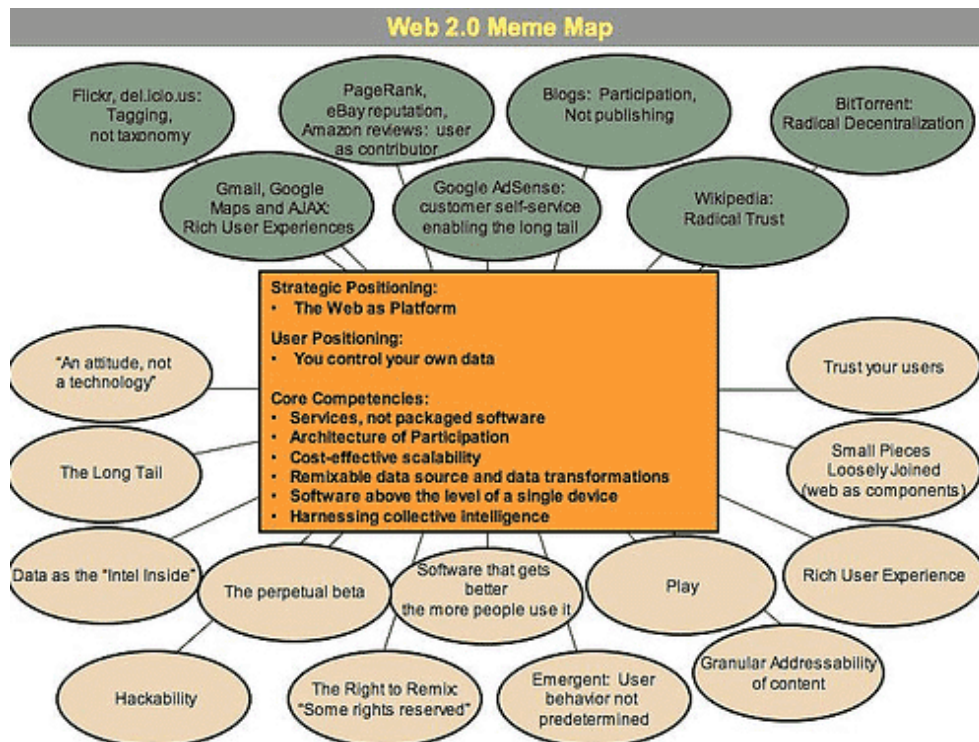 Web 2.0 Meme Map
Flickr, del.icio.us:
Tagging,
not taxonomy
PageRank,
eBay reputation,
Amazon reviews: user
as contributor
Blogs: Participation,
Not publishing
BitTorrent:
Radical Decentralization
Gmail, Google
Maps and AJAX:
Rich User Experiences
Google AdSense:
customer self-service
enabling the long tail
Wikipedia:
Radical Trust
Strategic Positioning:
• The Web as Platform
User Positioning:
• You control your own data
Core Competencies:
• Services, not packaged software
• Architecture of Participation
• Cost-effective scalability
• Remixable data source and data transformations
• Software above the level of a single device
• Harnessing collective intelligence
“An attitude, not
a technology”
Trust your users
The Long Tail
Small Pieces
Loosely Joined
(web as components)
Data as the “Intel Inside”
The perpetual beta
Software that gets
better
the more people use it
Play
Rich User Experience
Hackability
The Right to Remix:
“Some rights reserved”
Emergent: User
behavior not
predetermined
Granular Addressability
of content